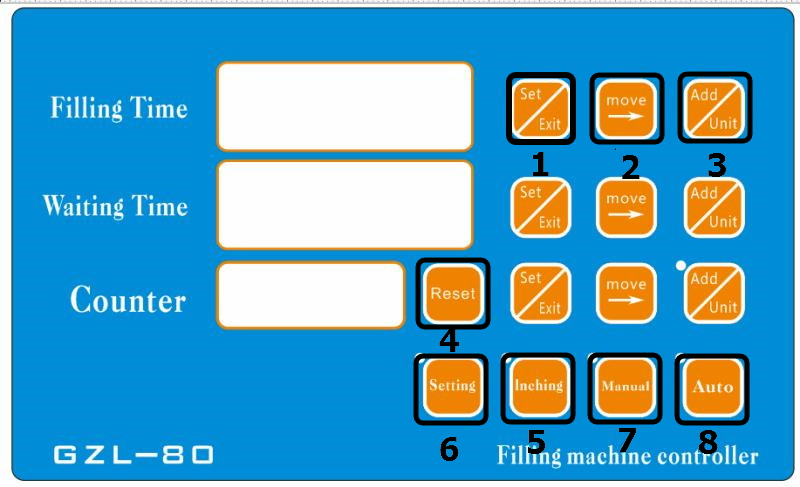 Filling Time
Set
Exit
move
Add
Unit
1
2
3
Waiting Time
Set
Exit
move
Add
Unit
Counter
Reset
Set
Exit
move
Add
Unit
4
Setting
Inching
Manual
Auto
6
5
7
8
GZL-80
Filling machine controller